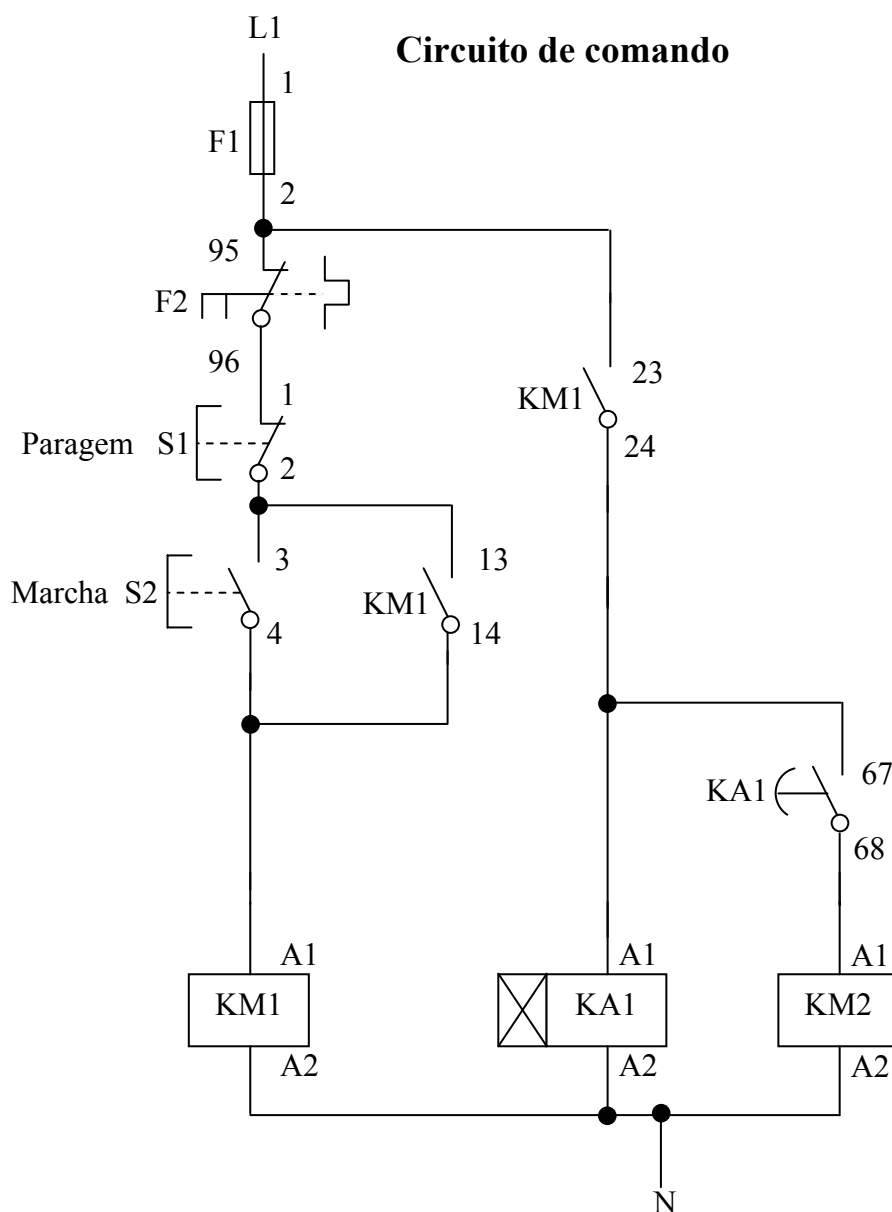 L1
Circuito de comando
1
F1
2
95
F2
96
1
Paragem S1
2
KM1
23
24
3
Marcha S2
4
13
KM1
14
KA1
67
68
A1
KM1
A2
A1
KA1
A2
A1
KM2
A2
N